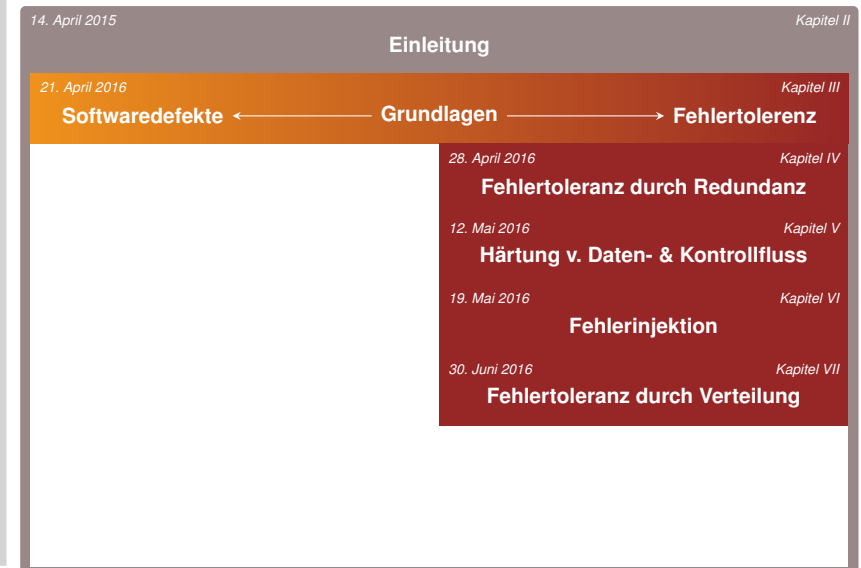 14. April 2015 Kapitel II
Einleitung
21. April 2016 Kapitel III
Softwaredefekte Grundlagen Fehlertolerenz
28. April 2016 Kapitel IV
Fehlertoleranz durch Redundanz
12. Mai 2016 Kapitel V
Härtung v. Daten- & Kontrollfluss
19. Mai 2016 Kapitel VI
Fehlerinjektion
30. Juni 2016 Kapitel VII
Fehlertoleranz durch Verteilung